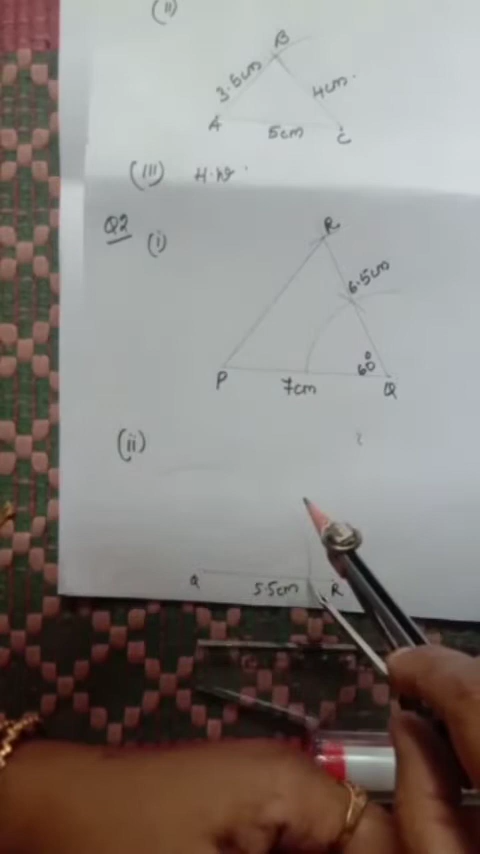 (ii)
B
3.5cm
4cm.
A
5cm
C
(III) H.W.
Q2
(i)
R
6.5cm
60°
P
7cm
Q
(ii)
Q
5.5cm
R